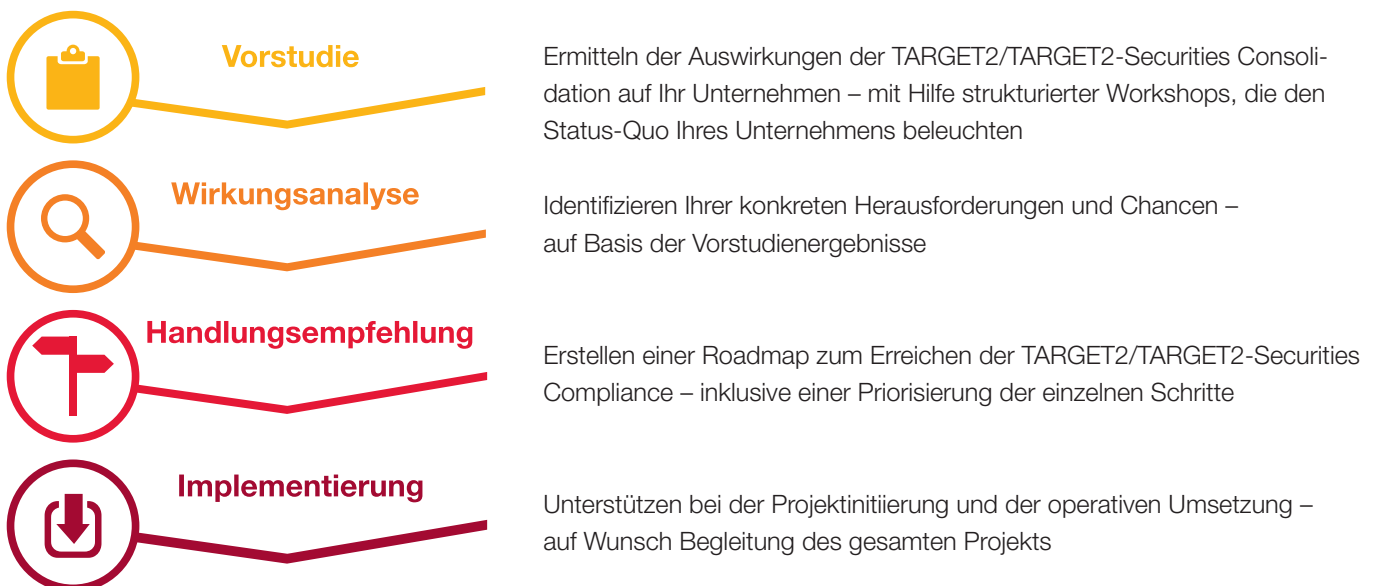 Vorstudie
Ermitteln der Auswirkungen der TARGET2/TARGET2-Securities Consoli-
dation auf Ihr Unternehmen – mit Hilfe strukturierter Workshops, die den
Status-Quo Ihres Unternehmens beleuchten
Wirkungsanalyse
Identifizieren Ihrer konkreten Herausforderungen und Chancen –
auf Basis der Vorstudienergebnisse
Handlungsempfehlung
Erstellen einer Roadmap zum Erreichen der TARGET2/TARGET2-Securities
Compliance – inklusive einer Priorisierung der einzelnen Schritte
Implementierung
Unterstützen bei der Projektinitiierung und der operativen Umsetzung –
auf Wunsch Begleitung des gesamten Projekts